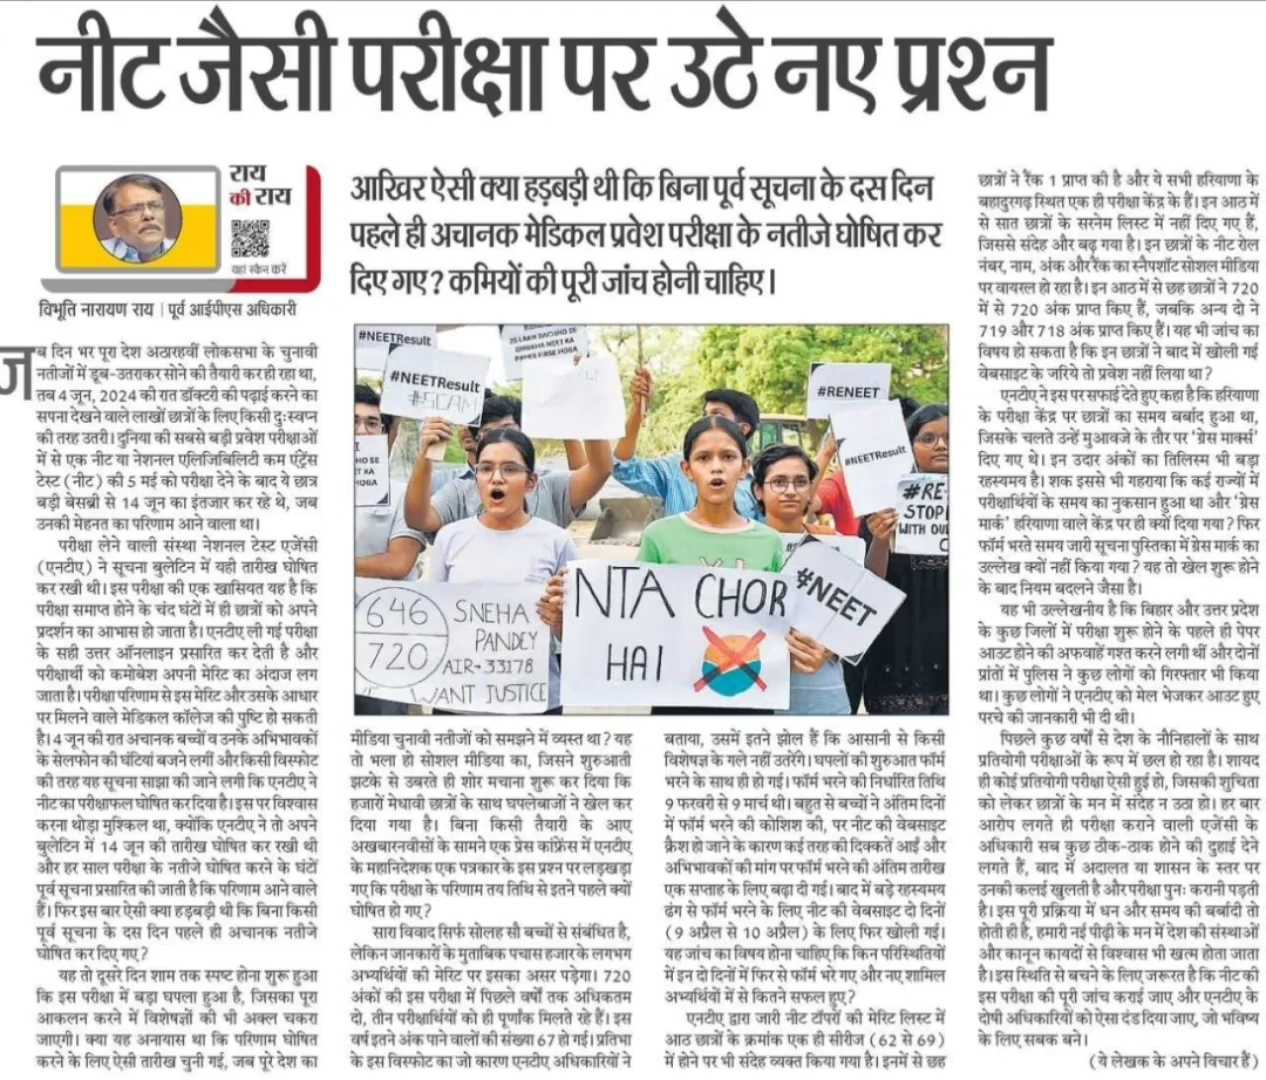 नीट जैसी परीक्षा पर उठे नए प्रश्न
राय
की राय
यहां स्कैन करें
विभूति नारायण राय | पूर्व आईपीएस अधिकारी
आखिर ऐसी क्या हड़बड़ी थी कि बिना पूर्व सूचना के दस दिन
पहले ही अचानक मेडिकल प्रवेश परीक्षा के नतीजे घोषित कर
दिए गए? कमियों की पूरी जांच होनी चाहिए।
जब दिन भर पूरा देश अठारहवीं लोकसभा के चुनावी
नतीजों में डूब-उतराकर सोने की तैयारी कर ही रहा था,
तब 4 जून, 2024 की रात डॉक्टरी की पढ़ाई करने का
सपना देखने वाले लाखों छात्रों के लिए किसी दुःस्वप्न
की तरह उतरी। दुनिया की सबसे बड़ी प्रवेश परीक्षाओं
में से एक नीट या नेशनल एलिजिबिलिटी कम एंट्रेंस
टेस्ट (नीट) की 5 मई को परीक्षा देने के बाद ये छात्र
बड़ी बेसब्री से 14 जून का इंतजार कर रहे थे, जब
उनकी मेहनत का परिणाम आने वाला था।
परीक्षा लेने वाली संस्था नेशनल टेस्ट एजेंसी
(एनटीए) ने सूचना बुलेटिन में यही तारीख घोषित
कर रखी थी। इस परीक्षा की एक खासियत यह है कि
परीक्षा समाप्त होने के चंद घंटों में ही छात्रों को अपने
प्रदर्शन का आभास हो जाता है। एनटीए ली गई परीक्षा
के सही उत्तर ऑनलाइन प्रसारित कर देती है और
परीक्षार्थी को कमोबेश अपनी मेरिट का अंदाज लग
जाता है। परीक्षा परिणाम से इस मेरिट और उसके आधार
पर मिलने वाले मेडिकल कॉलेज की पुष्टि हो सकती
है। 4 जून की रात अचानक बच्चों व उनके अभिभावकों
के सेलफोन की घंटियां बजने लगीं और किसी विस्फोट
की तरह यह सूचना साझा की जाने लगी कि एनटीए ने
नीट का परीक्षाफल घोषित कर दिया है। इस पर विश्वास
करना थोड़ा मुश्किल था, क्योंकि एनटीए ने तो अपने
बुलेटिन में 14 जून की तारीख घोषित कर रखी थी
और हर साल परीक्षा के नतीजे घोषित करने के घंटों
पूर्व सूचना प्रसारित की जाती है कि परिणाम आने वाले
हैं। फिर इस बार ऐसी क्या हड़बड़ी थी कि बिना किसी
पूर्व सूचना के दस दिन पहले ही अचानक नतीजे
घोषित कर दिए गए?
यह तो दूसरे दिन शाम तक स्पष्ट होना शुरू हुआ
कि इस परीक्षा में बड़ा घपला हुआ है, जिसका पूरा
आकलन करने में विशेषज्ञों की भी अक्ल चकरा
जाएगी। क्या यह अनायास था कि परिणाम घोषित
करने के लिए ऐसी तारीख चुनी गई, जब पूरे देश का
#NEETResult
#NEETResult
#SCAM
25 LAKH BACHHO SE
#RENEET
#NEETResult
#RE-
STOP
WITH OUR
HO SE
ET KA
HOGA
646
720
SNEHA
PANDEY
AIR-33178
WE WANT JUSTICE
NTA CHOR
HAI
#NEET
मीडिया चुनावी नतीजों को समझने में व्यस्त था? यह
तो भला हो सोशल मीडिया का, जिसने शुरुआती
झटके से उबरते ही शोर मचाना शुरू कर दिया कि
हजारों मेधावी छात्रों के साथ घपलेबाजों ने खेल कर
दिया गया है। बिना किसी तैयारी के आए
अखबारनवीसों के सामने एक प्रेस कांफ्रेंस में एनटीए
के महानिदेशक एक पत्रकार के इस प्रश्न पर लड़खड़ा
गए कि परीक्षा के परिणाम तय तिथि से इतने पहले क्यों
घोषित हो गए?
सारा विवाद सिर्फ सोलह सौ बच्चों से संबंधित है,
लेकिन जानकारों के मुताबिक पचास हजार के लगभग
अभ्यर्थियों की मेरिट पर इसका असर पड़ेगा। 720
अंकों की इस परीक्षा में पिछले वर्षों तक अधिकतम
दो, तीन परीक्षार्थियों को ही पूर्णांक मिलते रहे हैं। इस
वर्ष इतने अंक पाने वालों की संख्या 67 हो गई। प्रतिभा
के इस विस्फोट का जो कारण एनटीए अधिकारियों ने
बताया, उसमें इतने झोल हैं कि आसानी से किसी
विशेषज्ञ के गले नहीं उतरेंगे। घपलों की शुरुआत फॉर्म
भरने के साथ ही हो गई। फॉर्म भरने की निर्धारित तिथि
9 फरवरी से 9 मार्च थी। बहुत से बच्चों ने अंतिम दिनों
में फॉर्म भरने की कोशिश की, पर नीट की वेबसाइट
क्रैश हो जाने के कारण कई तरह की दिक्कतें आईं और
अभिभावकों की मांग पर फॉर्म भरने की अंतिम तारीख
एक सप्ताह के लिए बढ़ा दी गई। बाद में बड़े रहस्यमय
ढंग से फॉर्म भरने के लिए नीट की वेबसाइट दो दिनों
(9 अप्रैल से 10 अप्रैल) के लिए फिर खोली गई।
यह जांच का विषय होना चाहिए कि किन परिस्थितियों
में इन दो दिनों में फिर से फॉर्म भरे गए और नए शामिल
अभ्यर्थियों में से कितने सफल हुए?
एनटीए द्वारा जारी नीट टॉपरों की मेरिट लिस्ट में
आठ छात्रों के क्रमांक एक ही सीरीज (62 से 69)
में होने पर भी संदेह व्यक्त किया गया है। इनमें से छह
छात्रों ने रैंक 1 प्राप्त की है और ये सभी हरियाणा के
बहादुरगढ़ स्थित एक ही परीक्षा केंद्र के हैं। इन आठ में
से सात छात्रों के सरनेम लिस्ट में नहीं दिए गए हैं,
जिससे संदेह और बढ़ गया है। इन छात्रों के नीट रोल
नंबर, नाम, अंक और रैंक का स्नैपशॉट सोशल मीडिया
पर वायरल हो रहा है। इन आठ में से छह छात्रों ने 720
में से 720 अंक प्राप्त किए हैं, जबकि अन्य दो ने
719 और 718 अंक प्राप्त किए हैं। यह भी जांच का
विषय हो सकता है कि इन छात्रों ने बाद में खोली गई
वेबसाइट के जरिये तो प्रवेश नहीं लिया था?
एनटीए ने इस पर सफाई देते हुए कहा है कि हरियाणा
के परीक्षा केंद्र पर छात्रों का समय बर्बाद हुआ था,
जिसके चलते उन्हें मुआवजे के तौर पर ‘ग्रेस मार्क्स’
दिए गए थे। इन उदार अंकों का तिलिस्म भी बड़ा
रहस्यमय है। शक इससे भी गहराया कि कई राज्यों में
परीक्षार्थियों के समय का नुकसान हुआ था और ‘ग्रेस
मार्क’ हरियाणा वाले केंद्र पर ही क्यों दिया गया? फिर
फॉर्म भरते समय जारी सूचना पुस्तिका में ग्रेस मार्क का
उल्लेख क्यों नहीं किया गया? यह तो खेल शुरू होने
के बाद नियम बदलने जैसा है।
यह भी उल्लेखनीय है कि बिहार और उत्तर प्रदेश
के कुछ जिलों में परीक्षा शुरू होने के पहले ही पेपर
आउट होने की अफवाहें गश्त करने लगी थीं और दोनों
प्रांतों में पुलिस ने कुछ लोगों को गिरफ्तार भी किया
था। कुछ लोगों ने एनटीए को मेल भेजकर आउट हुए
परचे की जानकारी भी दी थी।
पिछले कुछ वर्षों से देश के नौनिहालों के साथ
प्रतियोगी परीक्षाओं के रूप में छल हो रहा है। शायद
ही कोई प्रतियोगी परीक्षा ऐसी हुई हो, जिसकी शुचिता
को लेकर छात्रों के मन में संदेह न उठा हो। हर बार
आरोप लगते ही परीक्षा कराने वाली एजेंसी के
अधिकारी सब कुछ ठीक-ठाक होने की दुहाई देने
लगते हैं, बाद में अदालत या शासन के स्तर पर
उनकी कलई खुलती है और परीक्षा पुनः करानी पड़ती
है। इस पूरी प्रक्रिया में धन और समय की बर्बादी तो
होती ही है, हमारी नई पीढ़ी के मन में देश की संस्थाओं
और कानून कायदों से विश्वास भी खत्म होता जाता
है। इस स्थिति से बचने के लिए जरूरत है कि नीट की
इस परीक्षा की पूरी जांच कराई जाए और एनटीए के
दोषी अधिकारियों को ऐसा दंड दिया जाए, जो भविष्य
के लिए सबक बने।
(ये लेखक के अपने विचार हैं)